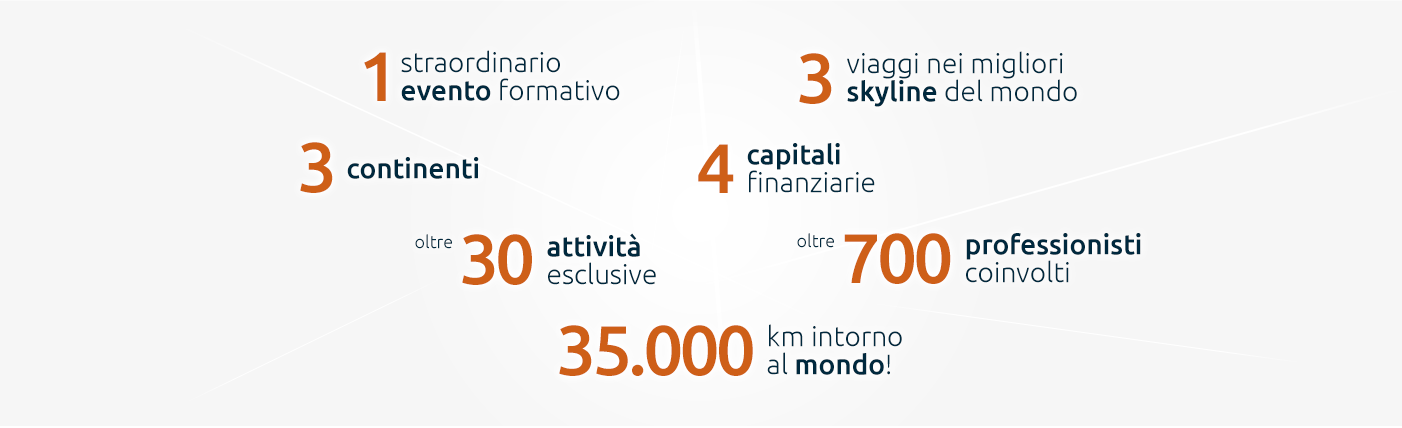 1 straordinario
evento formativo
3 viaggi nei migliori
skyline del mondo
3 continenti
4 capitali
finanziarie
oltre 30 attività
esclusive
oltre 700 professionisti
coinvolti
35.000 km intorno
al mondo!